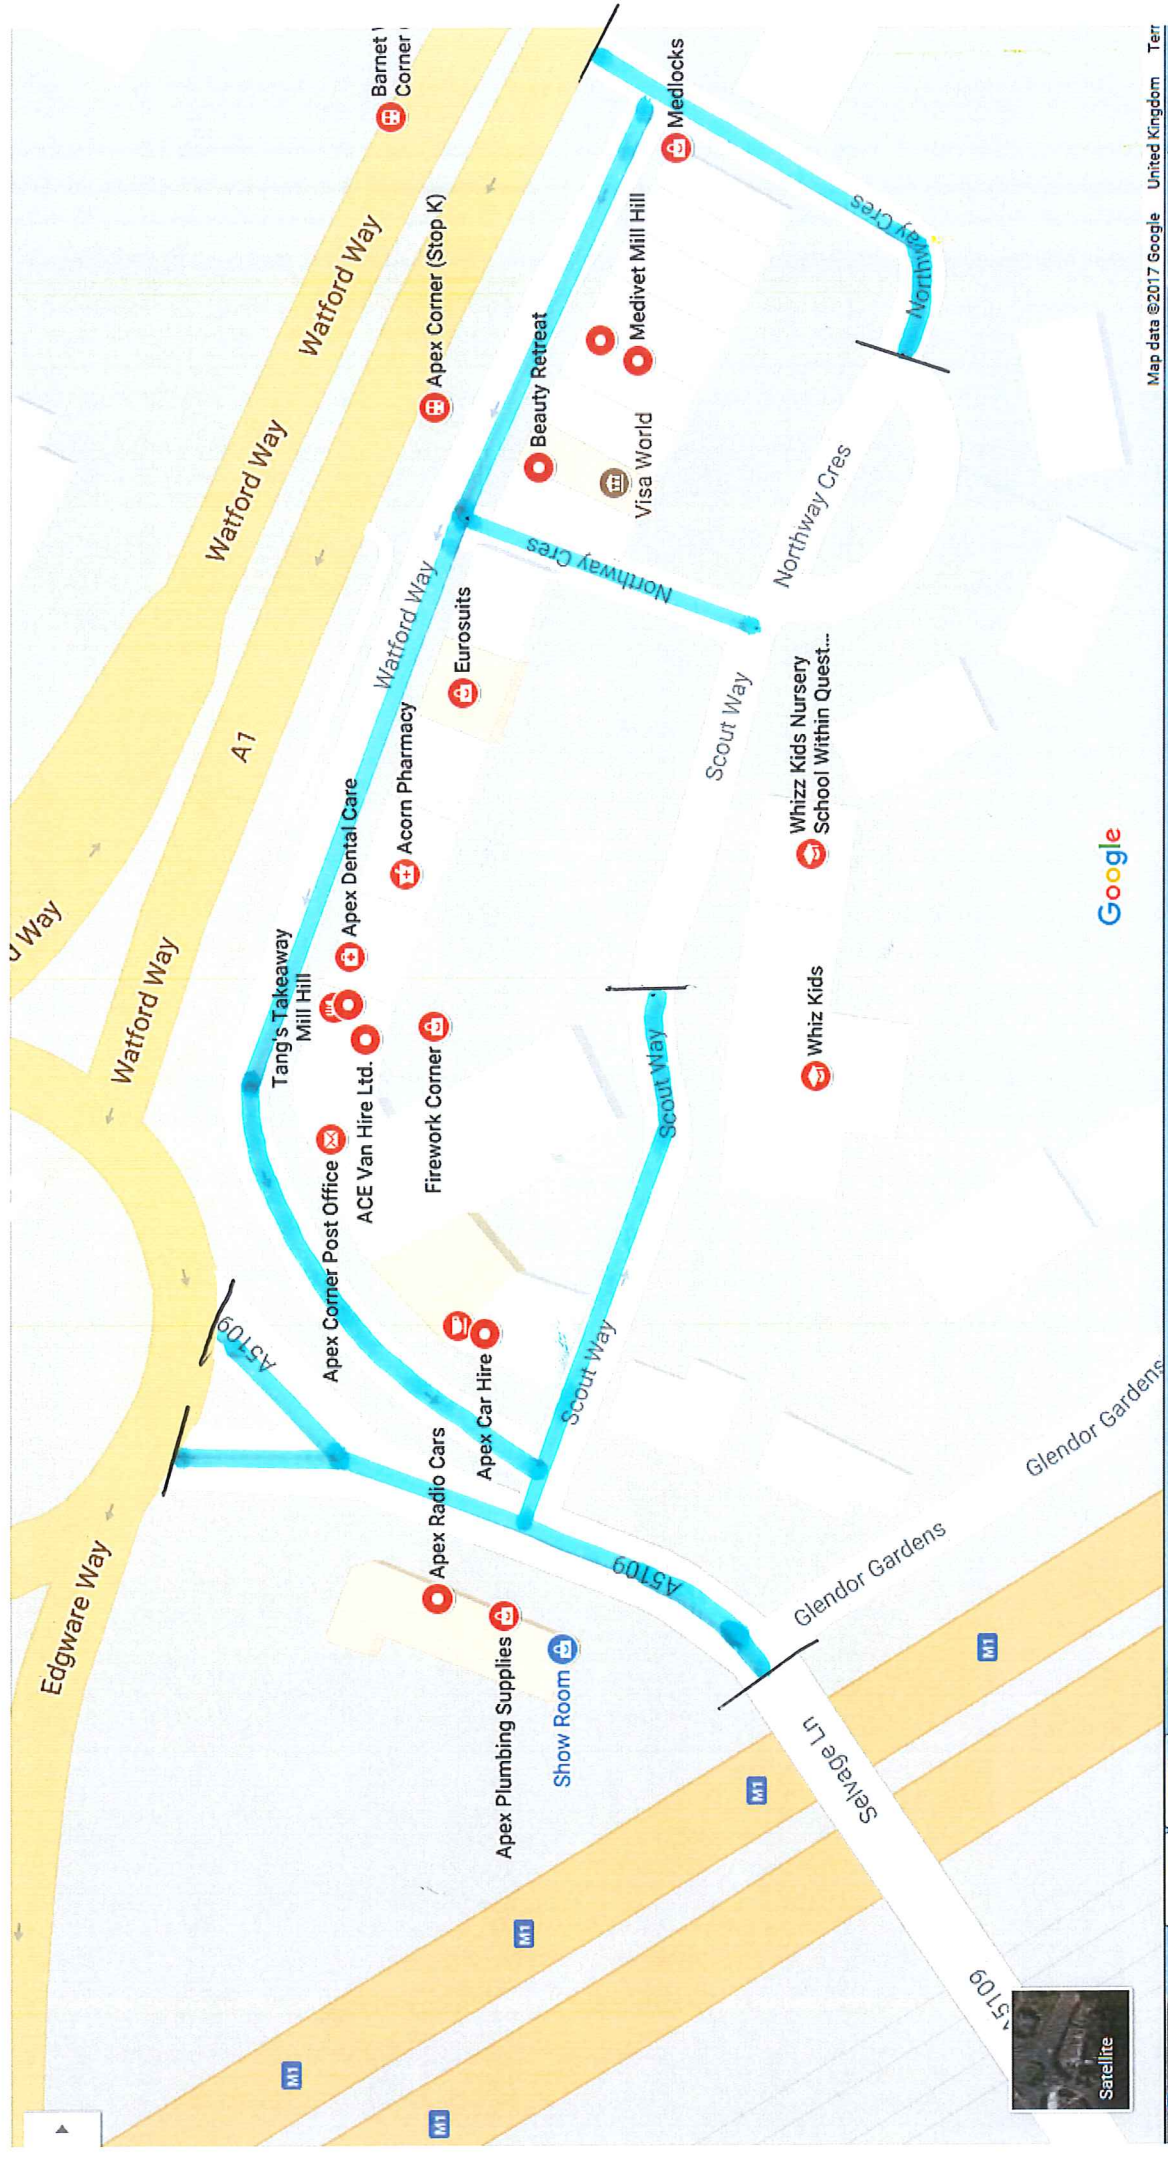 Barnet
Corner
Watford Way
Apex Corner (Stop K)
Medlocks
Watford Way
Beauty Retreat
Medivet Mill Hill
Northway Cres
Northw
Visa World
Northway Cres
Northway Cres
A1
Watford Way
Eurosuits
Acorn Pharmacy
Scout Way
Whizz Kids Nursery
School Within Quest...
Way
Watford Way
Tang's Takeaway
Mill Hill
Apex Dental Care
Apex Corner Post Office
ACE Van Hire Ltd.
Firework Corner
Scout Way
Whiz Kids
A5109
Apex Car Hire
Scout Way
Apex Radio Cars
A5109
Glendor Gardens
Glendor Gardens
Edgware Way
Apex Plumbing Supplies
Show Room
Selvage Ln
M1
M1
M1
M1
M1
A5109
Satellite
Google
Map data ©2017 Google United Kingdom